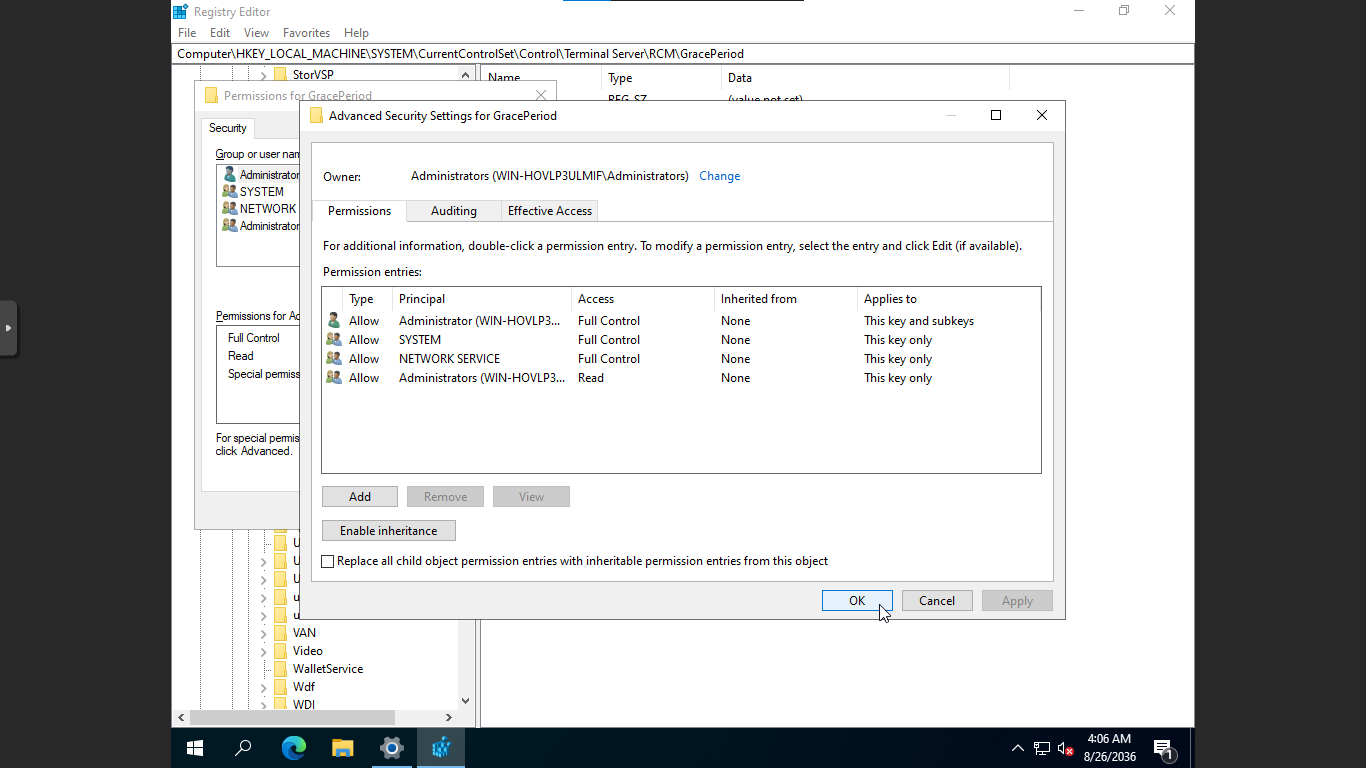 Registry Editor
File Edit View Favorites Help
Computer\HKEY_LOCAL_MACHINE\SYSTEM\CurrentControlSet\Control\Terminal Server\RCM\GracePeriod
StorVSP
Name Type Data
REG_SZ (value not set)
Permissions for GracePeriod
Security
Group or user nam
Administrator
SYSTEM
NETWORK
Administrator
Permissions for Ad
Full Control
Read
Special permiss
For special permis
click Advanced.
Advanced Security Settings for GracePeriod
Owner: Administrators (WIN-HOVLP3ULMIF\Administrators) Change
Permissions Auditing Effective Access
For additional information, double-click a permission entry. To modify a permission entry, select the entry and click Edit (if available).
Permission entries:
Type Principal Access Inherited from Applies to
Allow Administrator (WIN-HOVLP3... Full Control None This key and subkeys
Allow SYSTEM Full Control None This key only
Allow NETWORK SERVICE Full Control None This key only
Allow Administrators (WIN-HOVLP3... Read None This key only
Add Remove View
Enable inheritance
Replace all child object permission entries with inheritable permission entries from this object
OK Cancel Apply
U
U
U
u
u
VAN
Video
WalletService
Wdf
WDI
4:06 AM
8/26/2036
1